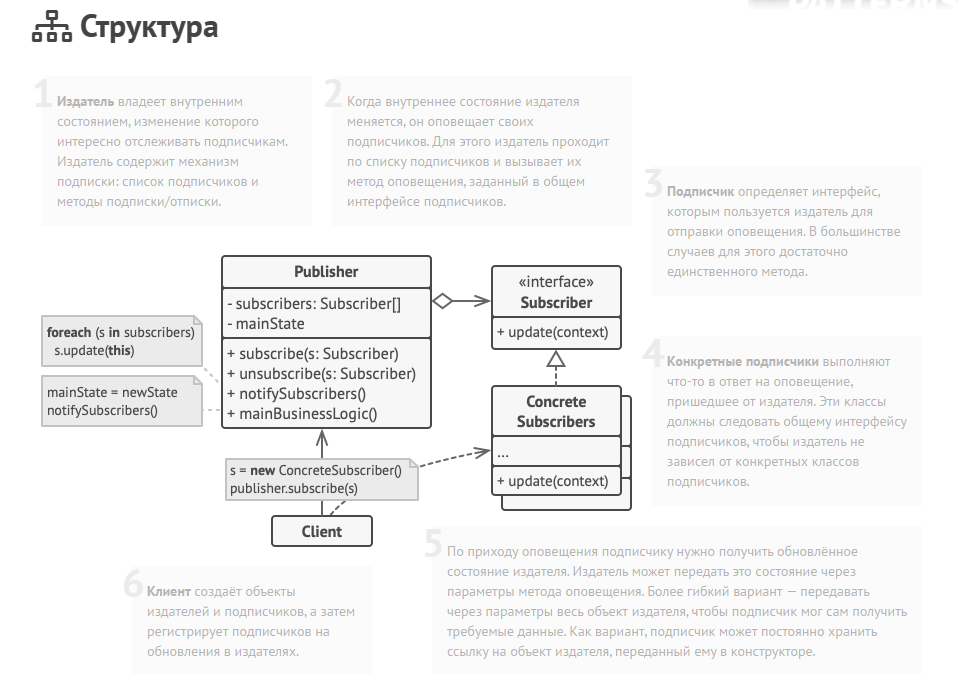 PATTERNS
Структура
1
Издатель владеет внутренним
состоянием, изменение которого
интересно отслеживать подписчикам.
Издатель содержит механизм
подписки: список подписчиков и
методы подписки/отписки.
2
Когда внутреннее состояние издателя
меняется, он оповещает своих
подписчиков. Для этого издатель проходит
по списку подписчиков и вызывает их
метод оповещения, заданный в общем
интерфейсе подписчиков.
3
Подписчик определяет интерфейс,
которым пользуется издатель для
отправки оповещения. В большинстве
случаев для этого достаточно
единственного метода.
Publisher
- subscribers: Subscriber[]
- mainState
+ subscribe(s: Subscriber)
+ unsubscribe(s: Subscriber)
+ notifySubscribers()
+ mainBusinessLogic()
«interface»
Subscriber
+ update(context)
foreach (s in subscribers)
s.update(this)
mainState = newState
notifySubscribers()
4
Конкретные подписчики выполняют
что-то в ответ на оповещение,
пришедшее от издателя. Эти классы
должны следовать общему интерфейсу
подписчиков, чтобы издатель не
зависел от конкретных классов
подписчиков.
Concrete
Subscribers
...
+ update(context)
s = new ConcreteSubscriber()
publisher.subscribe(s)
Client
5
По приходу оповещения подписчику нужно получить обновлённое
состояние издателя. Издатель может передать это состояние через
параметры метода оповещения. Более гибкий вариант — передавать
через параметры весь объект издателя, чтобы подписчик мог сам получить
требуемые данные. Как вариант, подписчик может постоянно хранить
ссылку на объект издателя, переданный ему в конструкторе.
6
Клиент создаёт объекты
издателей и подписчиков, а затем
регистрирует подписчиков на
обновления в издателях.